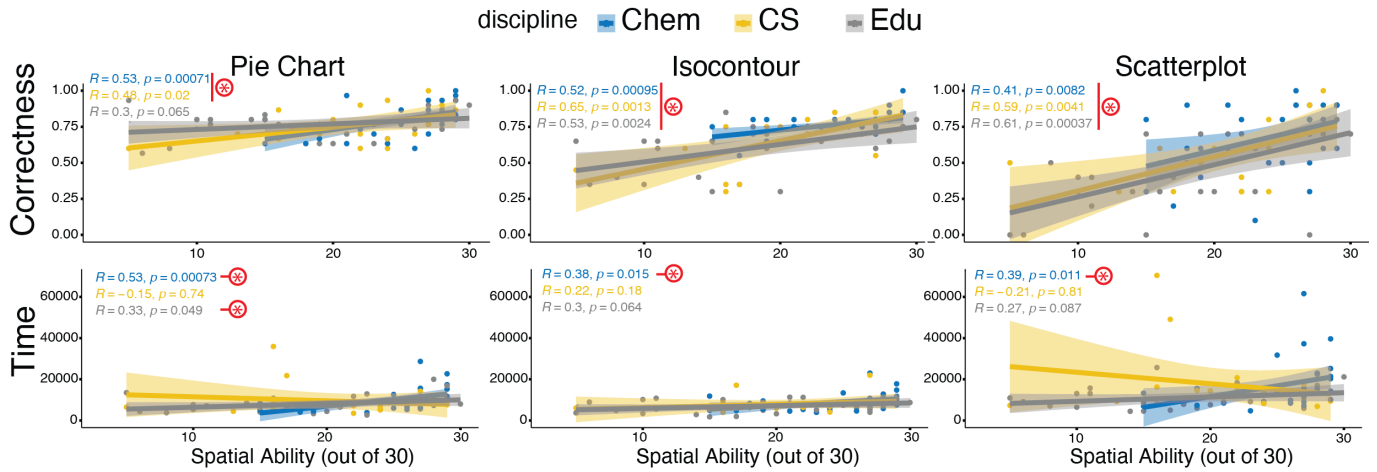 discipline Chem CS Edu
Pie Chart Isocontour Scatterplot
Correctness
R = 0.53, p = 0.00071
R = 0.48, p = 0.02
R = 0.3, p = 0.065
1.00
0.75
0.50
0.25
0.00
10 20 30
R = 0.52, p = 0.00095
R = 0.65, p = 0.0013
R = 0.53, p = 0.0024
1.00
0.75
0.50
0.25
0.00
10 20 30
R = 0.41, p = 0.0082
R = 0.59, p = 0.0041
R = 0.61, p = 0.00037
1.00
0.75
0.50
0.25
0.00
10 20 30
Time
R = 0.53, p = 0.00073
R = −0.15, p = 0.74
R = 0.33, p = 0.049
60000
40000
20000
0
10 20 30
Spatial Ability (out of 30)
R = 0.38, p = 0.015
R = 0.22, p = 0.18
R = 0.3, p = 0.064
60000
40000
20000
0
10 20 30
Spatial Ability (out of 30)
R = 0.39, p = 0.011
R = −0.21, p = 0.81
R = 0.27, p = 0.087
60000
40000
20000
0
10 20 30
Spatial Ability (out of 30)